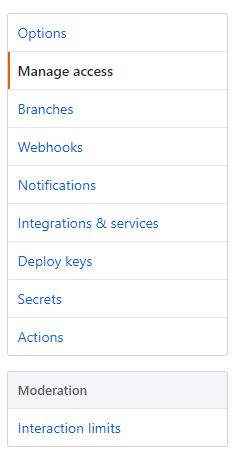 Options
Manage access
Branches
Webhooks
Notifications
Integrations & services
Deploy keys
Secrets
Actions
Moderation
Interaction limits